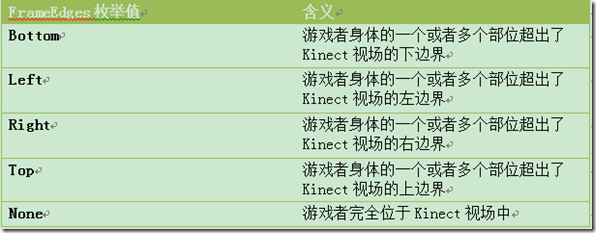 FrameEdges 枚举值 含义
Bottom 游戏者身体的一个或者多个部位超出了
Kinect 视场的下边界
Left 游戏者身体的一个或者多个部位超出了
Kinect 视场的左边界
Right 游戏者身体的一个或者多个部位超出了
Kinect 视场的右边界
Top 游戏者身体的一个或者多个部位超出了
Kinect 视场的上边界
None 游戏者完全位于 Kinect 视场中